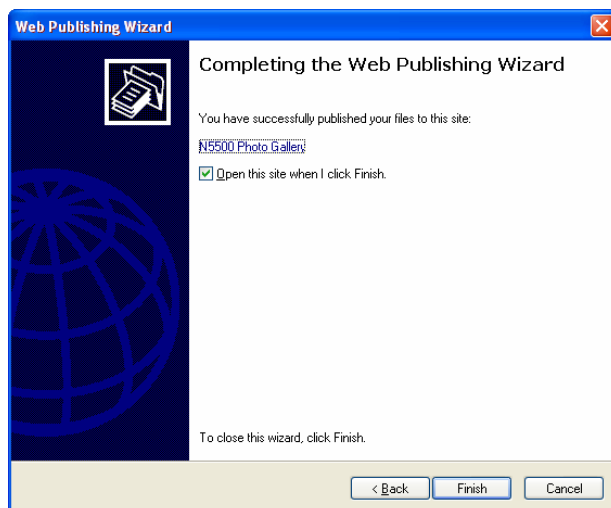 Web Publishing Wizard
Completing the Web Publishing Wizard
You have successfully published your files to this site:
N5500 Photo Gallery
Open this site when I click Finish.
To close this wizard, click Finish.
< Back Finish Cancel